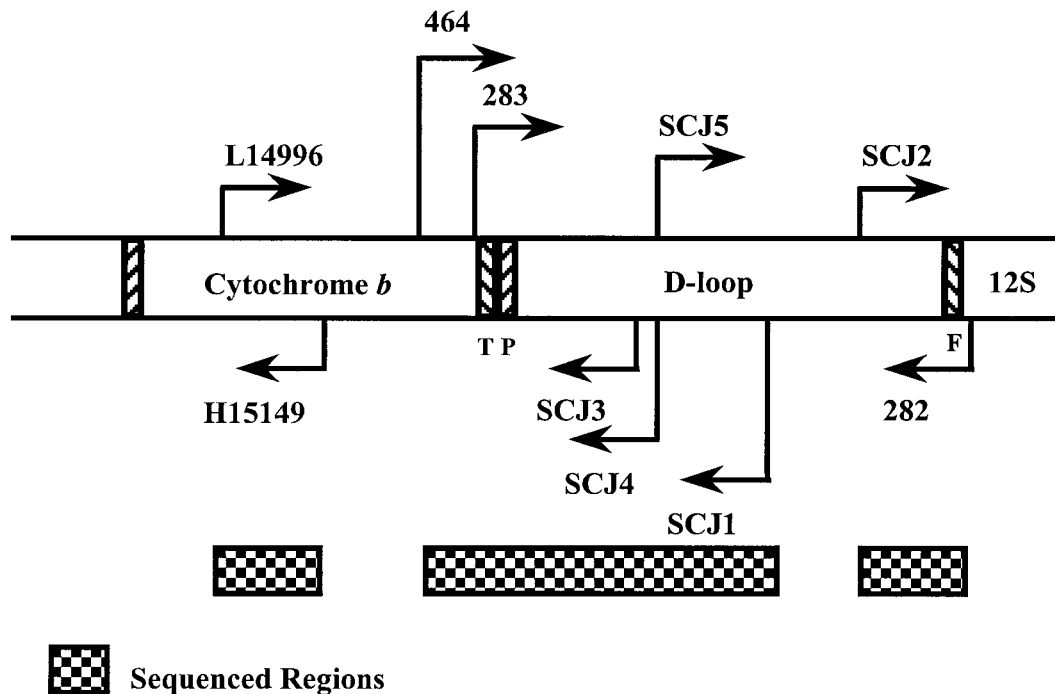 464
283
SCJ5
L14996
SCJ2
Cytochrome b
D-loop
12S
T P
F
H15149
SCJ3
282
SCJ4
SCJ1
Sequenced Regions